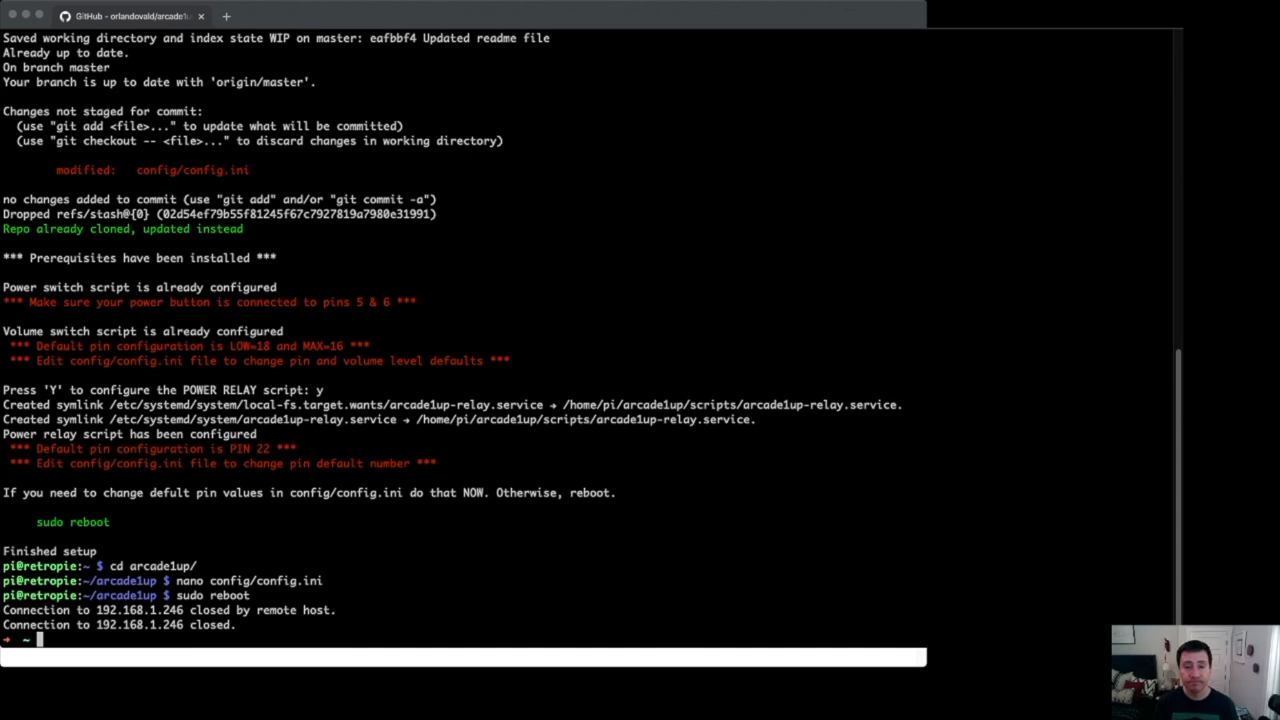 GitHub - orlandovald/arcade1u
Saved working directory and index state WIP on master: eafbbf4 Updated readme file
Already up to date.
On branch master
Your branch is up to date with 'origin/master'.
Changes not staged for commit:
(use "git add <file>..." to update what will be committed)
(use "git checkout -- <file>..." to discard changes in working directory)
modified: config/config.ini
no changes added to commit (use "git add" and/or "git commit -a")
Dropped refs/stash@{0} (02d54ef79b55f81245f67c7927819a7980e31991)
Repo already cloned, updated instead
*** Prerequisites have been installed ***
Power switch script is already configured
*** Make sure your power button is connected to pins 5 & 6 ***
Volume switch script is already configured
*** Default pin configuration is LOW=18 and MAX=16 ***
*** Edit config/config.ini file to change pin and volume level defaults ***
Press 'Y' to configure the POWER RELAY script: y
Created symlink /etc/systemd/system/local-fs.target.wants/arcade1up-relay.service → /home/pi/arcade1up/scripts/arcade1up-relay.service.
Created symlink /etc/systemd/system/arcade1up-relay.service → /home/pi/arcade1up/scripts/arcade1up-relay.service.
Power relay script has been configured
*** Default pin configuration is PIN 22 ***
*** Edit config/config.ini file to change pin default number ***
If you need to change defult pin values in config/config.ini do that NOW. Otherwise, reboot.
sudo reboot
Finished setup
pi@retropie:~ $ cd arcade1up/
pi@retropie:~/arcade1up $ nano config/config.ini
pi@retropie:~/arcade1up $ sudo reboot
Connection to 192.168.1.246 closed by remote host.
Connection to 192.168.1.246 closed.
→ ~